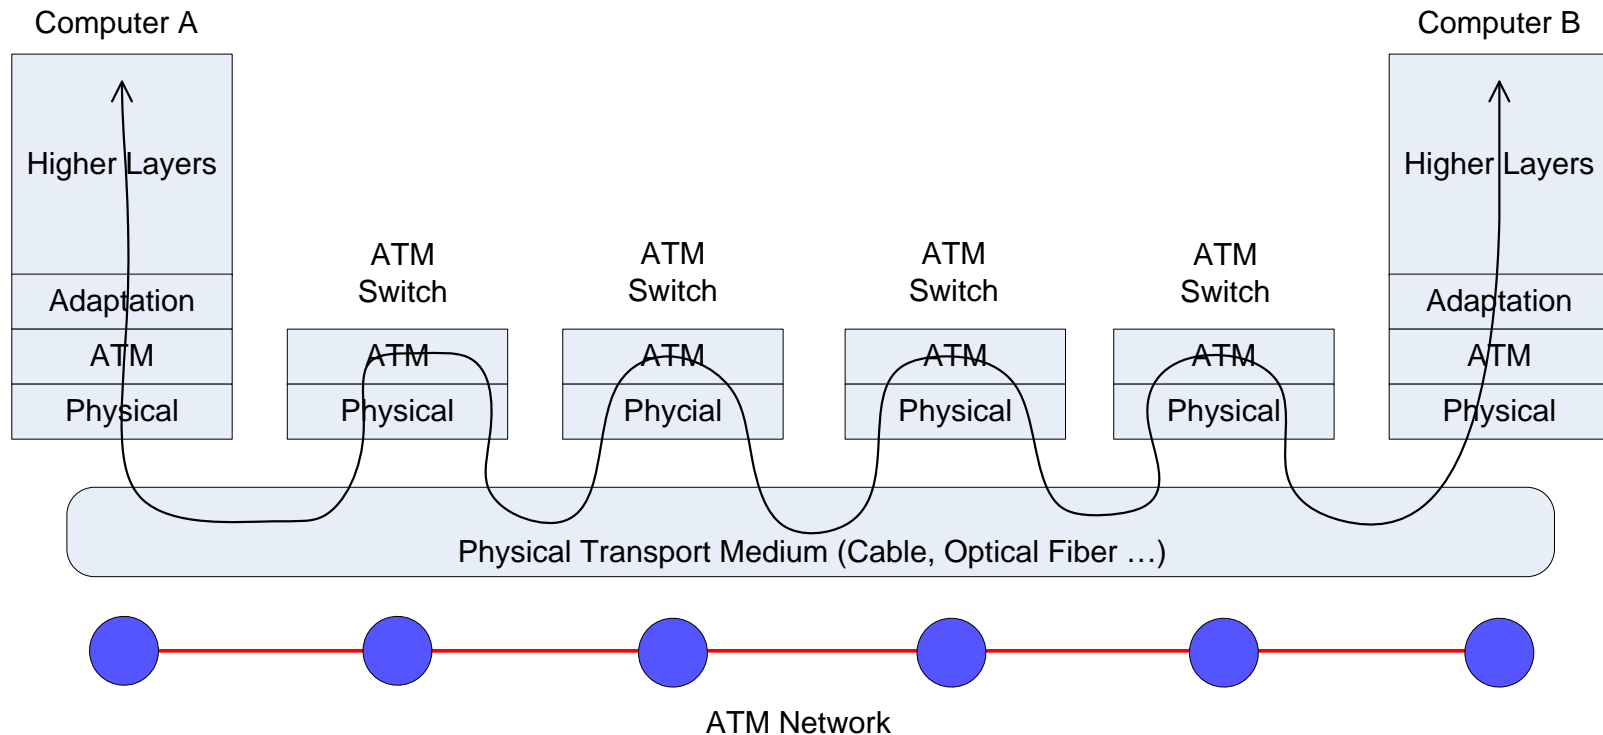 Computer A
Computer B
Higher Layers
Higher Layers
ATM
Switch
ATM
Switch
ATM
Switch
ATM
Switch
Adaptation
Adaptation
ATM
ATM
ATM
ATM
ATM
ATM
Physical
Physical
Phycial
Physical
Physical
Physical
Physical Transport Medium (Cable, Optical Fiber …)
ATM Network